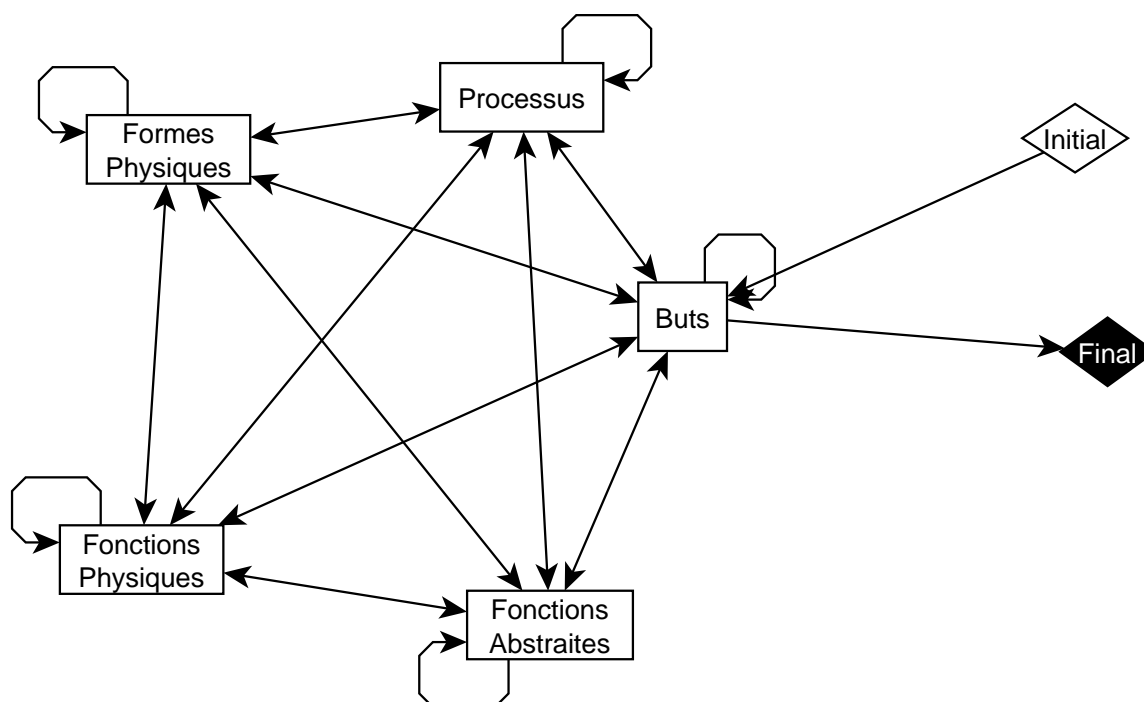 Processus
Formes
Physiques
Initial
Buts
Final
Fonctions
Physiques
Fonctions
Abstraites